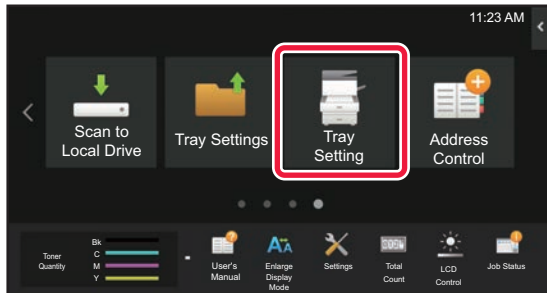 11:23 AM
Scan to
Local Drive
Tray Settings
Tray
Setting
Address
Control
Toner
Quantity
Bk
C
M
Y
User's
Manual
Enlarge
Display
Mode
Settings
Total
Count
LCD
Control
Job Status